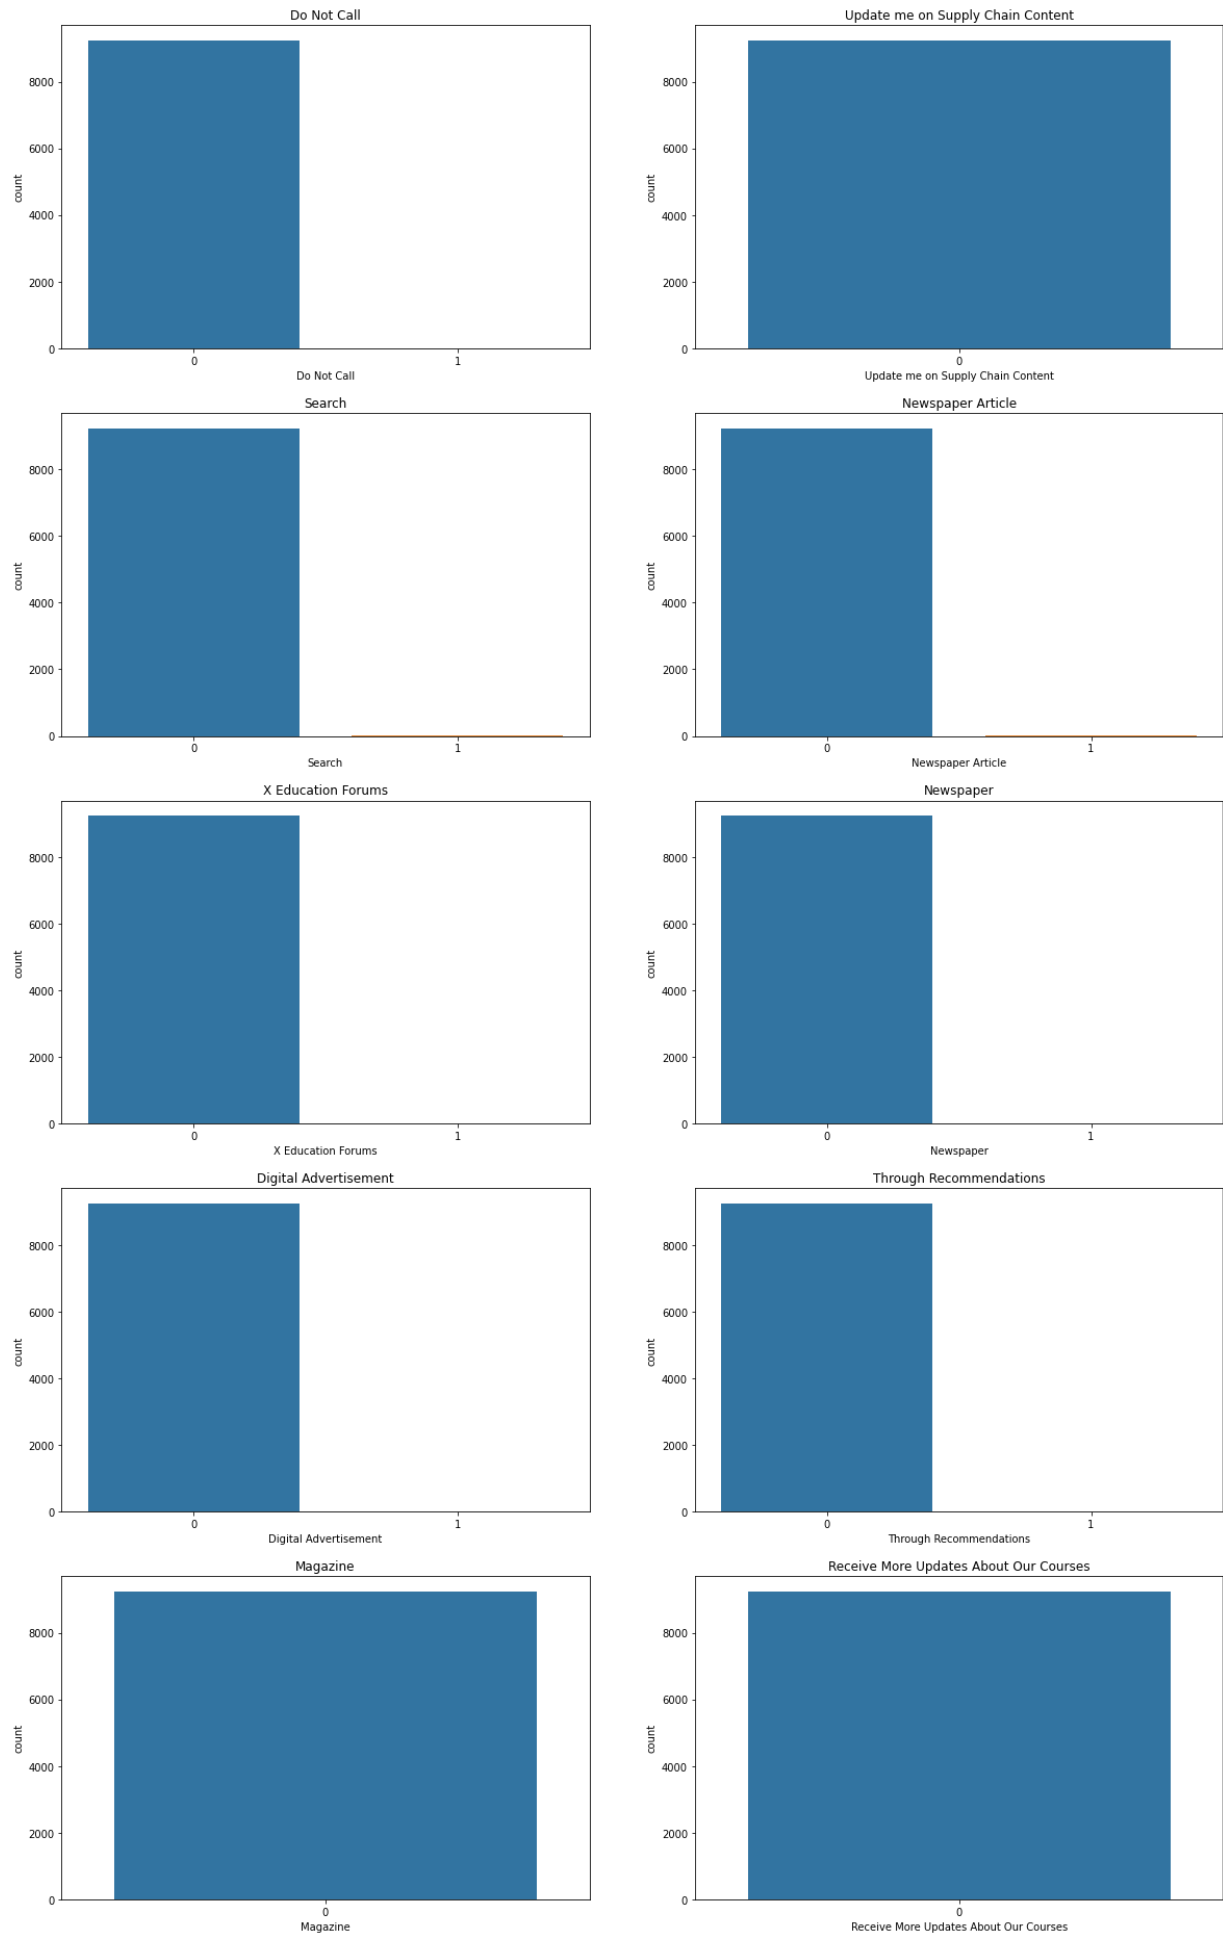 Do Not Call
8000
6000
count
4000
2000
0
0 1
Do Not Call
Update me on Supply Chain Content
8000
6000
count
4000
2000
0
0
Update me on Supply Chain Content
Search
8000
6000
count
4000
2000
0
0 1
Search
Newspaper Article
8000
6000
count
4000
2000
0
0 1
Newspaper Article
X Education Forums
8000
6000
count
4000
2000
0
0 1
X Education Forums
Newspaper
8000
6000
count
4000
2000
0
0 1
Newspaper
Digital Advertisement
8000
6000
count
4000
2000
0
0 1
Digital Advertisement
Through Recommendations
8000
6000
count
4000
2000
0
0 1
Through Recommendations
Magazine
8000
6000
count
4000
2000
0
0
Magazine
Receive More Updates About Our Courses
8000
6000
count
4000
2000
0
0
Receive More Updates About Our Courses